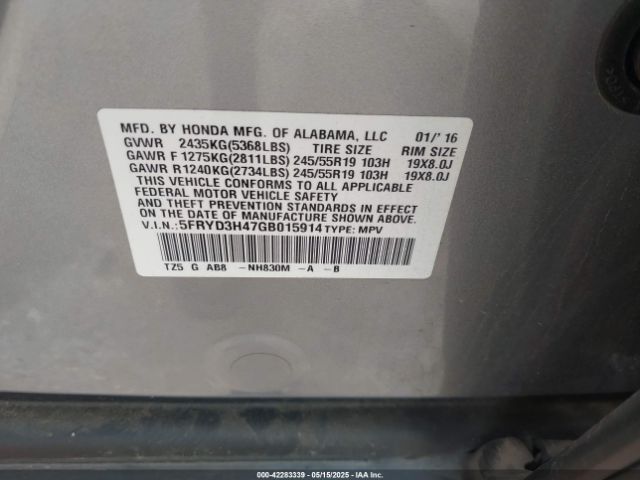 MFD. BY HONDA MFG. OF ALABAMA, LLC 01/'16
GVWR 2435KG(5368LBS) TIRE SIZE RIM SIZE
GAWR F 1275KG(2811LBS) 245/55R19 103H 19X8.0J
GAWR R 1240KG(2734LBS) 245/55R19 103H 19X8.0J
THIS VEHICLE CONFORMS TO ALL APPLICABLE
FEDERAL MOTOR VEHICLE SAFETY
AND THEFT PREVENTION STANDARDS IN EFFECT ON
THE DATE OF MANUFACTURE SHOWN ABOVE.
V.I.N.:5FRYD3H47GB015914 TYPE: MPV
TZ5 G AB8 -NH830M -A -B
000-42283339 - 05/15/2025 - IAA Inc.